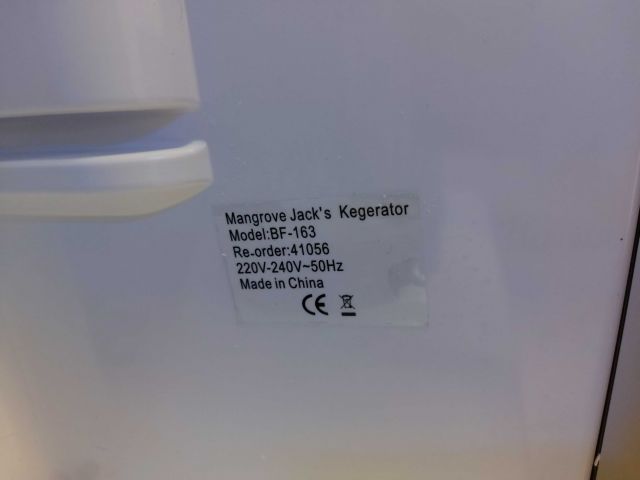 Mangrove Jack's Kegerator
Model:BF-163
Re-order:41056
220V-240V~50Hz
Made in China
CE